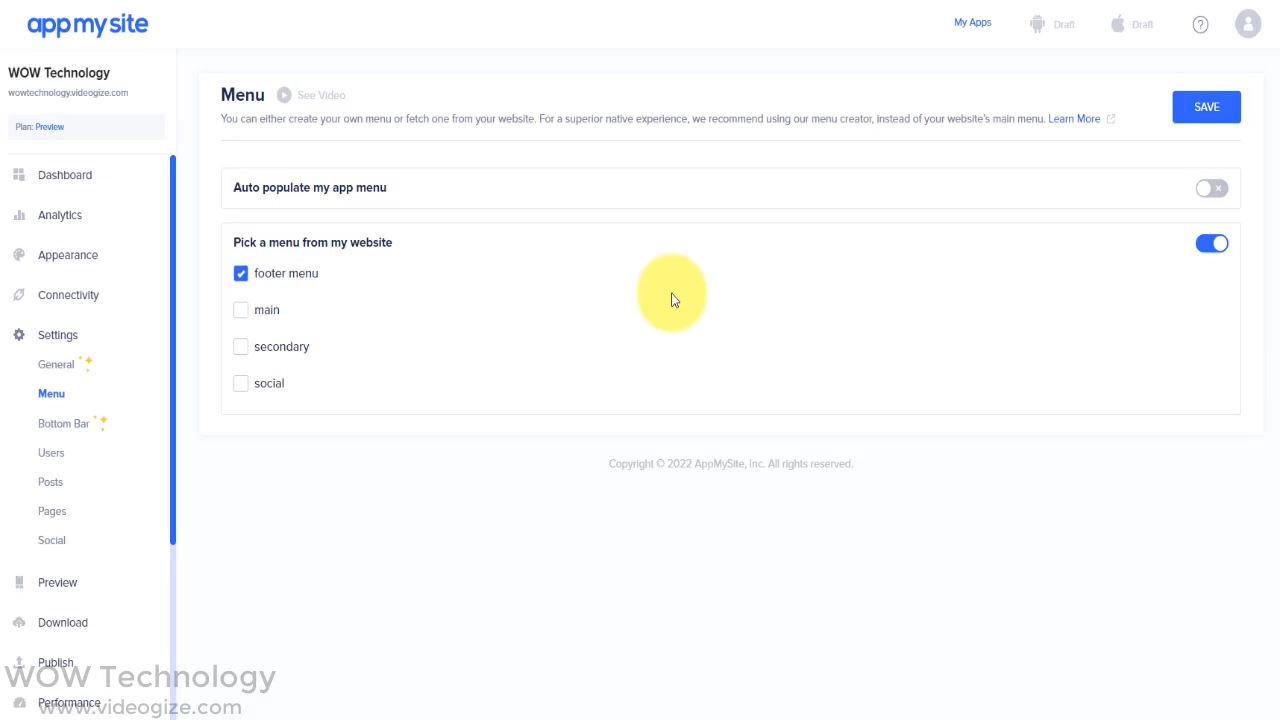 appmysite
My Apps
Draft
Draft
?
WOW Technology
wowtechnology.videogize.com
Plan: Preview
Dashboard
Analytics
Appearance
Connectivity
Settings
General
Menu
Bottom Bar
Users
Posts
Pages
Social
Preview
Download
Publish
Performance
Menu
See Video
You can either create your own menu or fetch one from your website. For a superior native experience, we recommend using our menu creator, instead of your website's main menu. Learn More
SAVE
Auto populate my app menu
Pick a menu from my website
footer menu
main
secondary
social
Copyright © 2022 AppMySite, Inc. All rights reserved.
WOW Technology
www.videogize.com